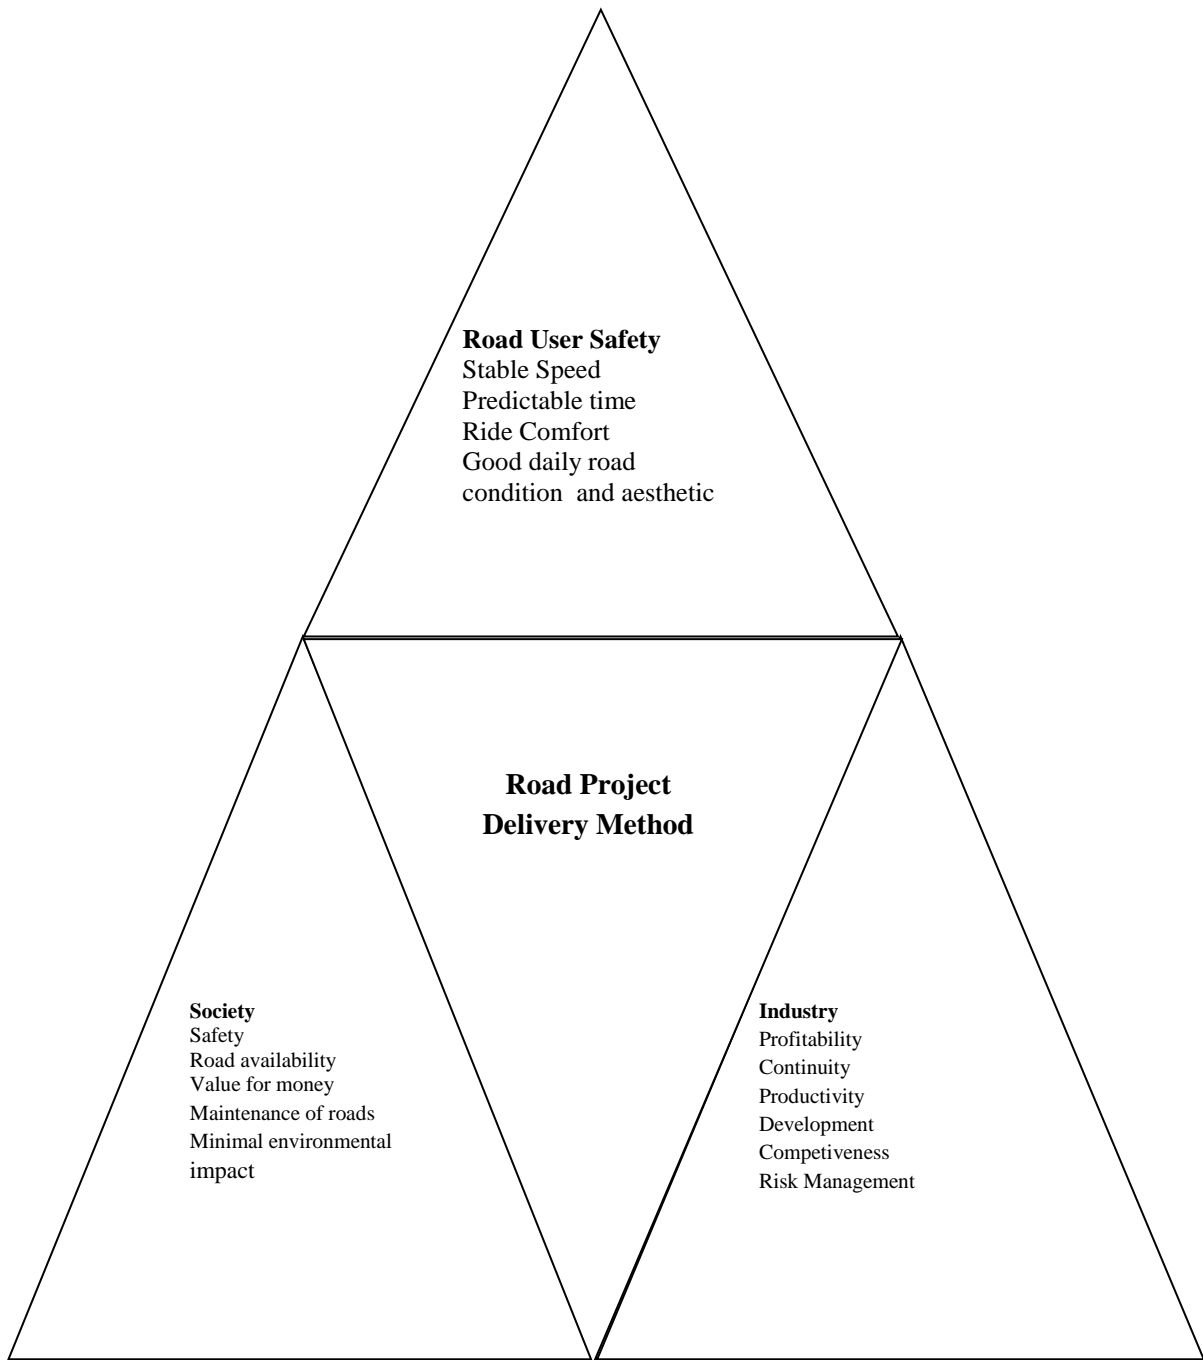 Road User Safety
Stable Speed
Predictable time
Ride Comfort
Good daily road
condition and aesthetic
Road Project
Delivery Method
Society
Safety
Road availability
Value for money
Maintenance of roads
Minimal environmental
impact
Industry
Profitability
Continuity
Productivity
Development
Competiveness
Risk Management